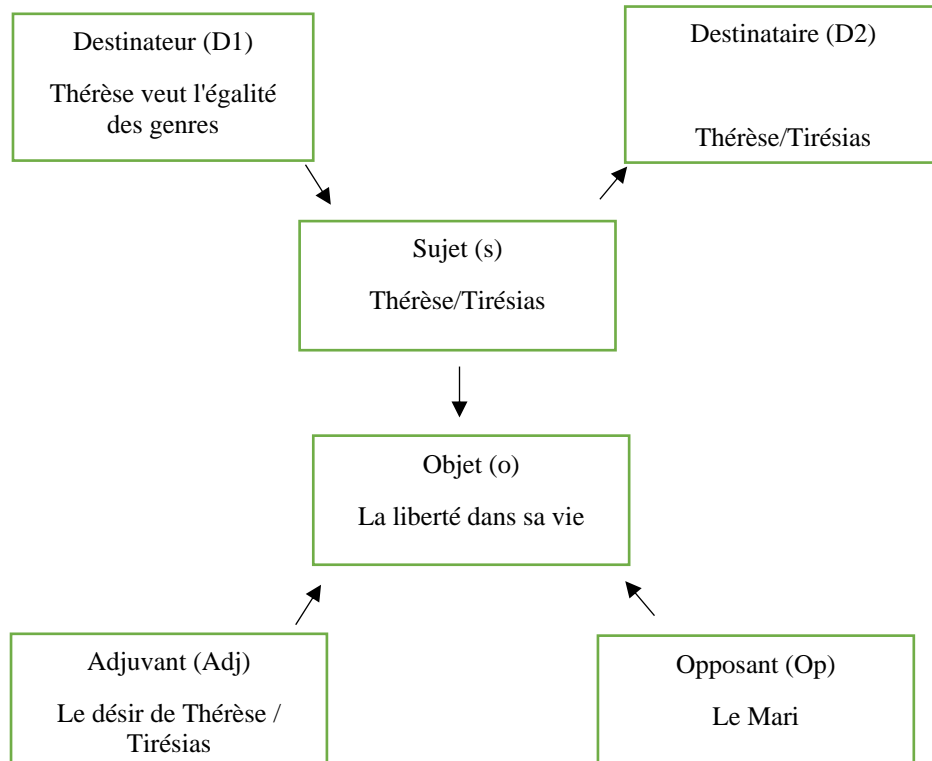 Destinateur (D1)
Thérèse veut l'égalité
des genres
Destinataire (D2)
Thérèse/Tirésias
Sujet (s)
Thérèse/Tirésias
Objet (o)
La liberté dans sa vie
Adjuvant (Adj)
Le désir de Thérèse /
Tirésias
Opposant (Op)
Le Mari